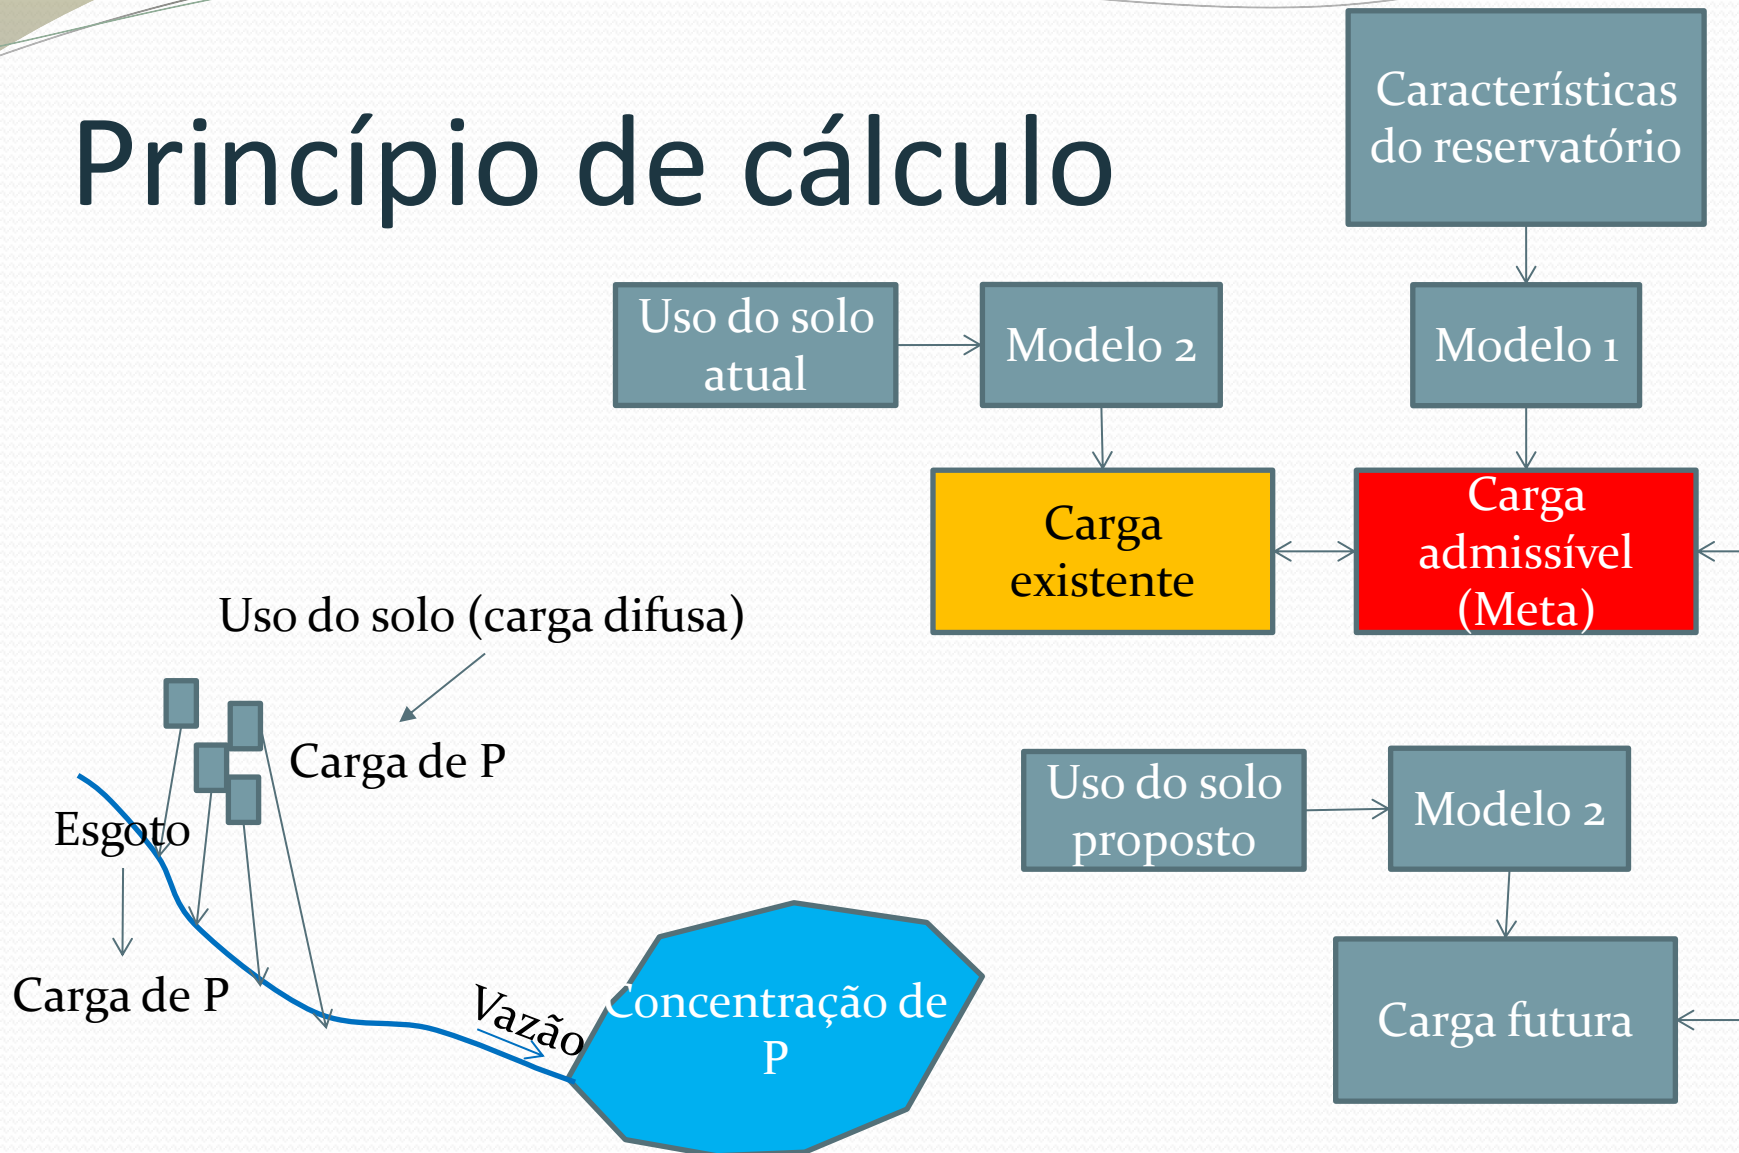 Princípio de cálculo
Características
do reservatório
Uso do solo
atual
Modelo 2
Modelo 1
Carga
existente
Carga
admissível
(Meta)
Uso do solo (carga difusa)
Carga de P
Esgoto
Carga de P
Vazão
Concentração de
P
Uso do solo
proposto
Modelo 2
Carga futura